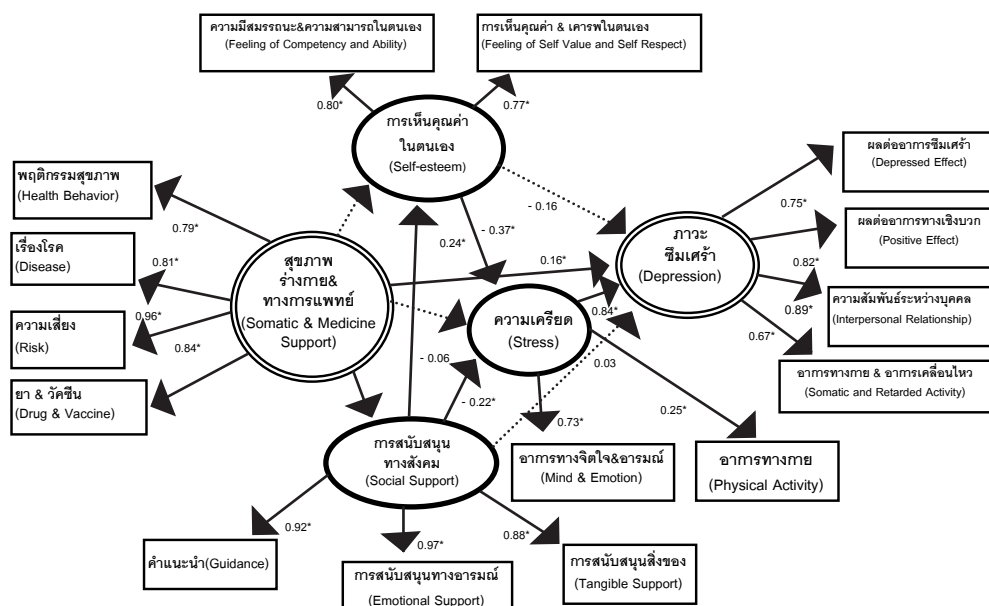 ความมีสมรรถนะ&ความสามารถในตนเอง
(Feeling of Competency and Ability)
การเห็นคุณค่า & เคารพในตนเอง
(Feeling of Self Value and Self Respect)
0.80*
0.77*
การเห็นคุณค่า
ในตนเอง
(Self-esteem)
ผลต่ออาการซึมเศร้า
(Depressed Effect)
พฤติกรรมสุขภาพ
(Health Behavior)
0.79*
- 0.16
0.75*
ผลต่ออาการทางเชิงบวก
(Positive Effect)
เรื่องโรค
(Disease)
0.81*
0.24*
- 0.37*
ภาวะ
ซึมเศร้า
(Depression)
0.82*
สุขภาพ
ร่างกาย&
ทางการแพทย์
(Somatic & Medicine
Support)
0.16*
ความสัมพันธ์ระหว่างบุคคล
(Interpersonal Relationship)
0.89*
ความเสี่ยง
(Risk)
0.96*
0.84*
ความเครียด
(Stress)
0.84*
0.67*
ยา & วัคซีน
(Drug & Vaccine)
- 0.06
0.03
อาการทางกาย & อาการเคลื่อนไหว
(Somatic and Retarded Activity)
- 0.22*
0.73*
0.25*
การสนับสนุน
ทางสังคม
(Social Support)
อาการทางจิตใจ&อารมณ์
(Mind & Emotion)
อาการทางกาย
(Physical Activity)
0.92*
0.97*
0.88*
คำแนะนำ(Guidance)
การสนับสนุนทางอารมณ์
(Emotional Support)
การสนับสนุนสิ่งของ
(Tangible Support)